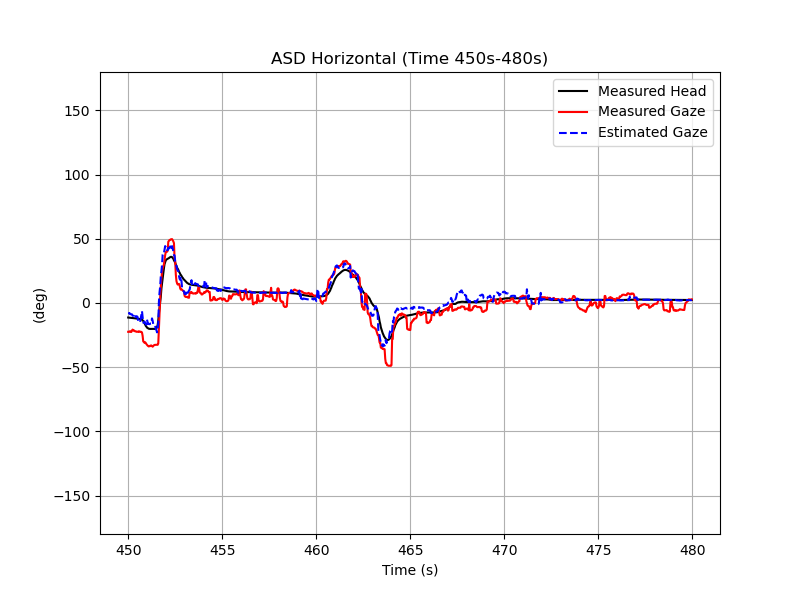 ASD Horizontal (Time 450s-480s)
Measured Head
Measured Gaze
Estimated Gaze
150
100
50
0
−50
−100
−150
(deg)
450 455 460 465 470 475 480
Time (s)